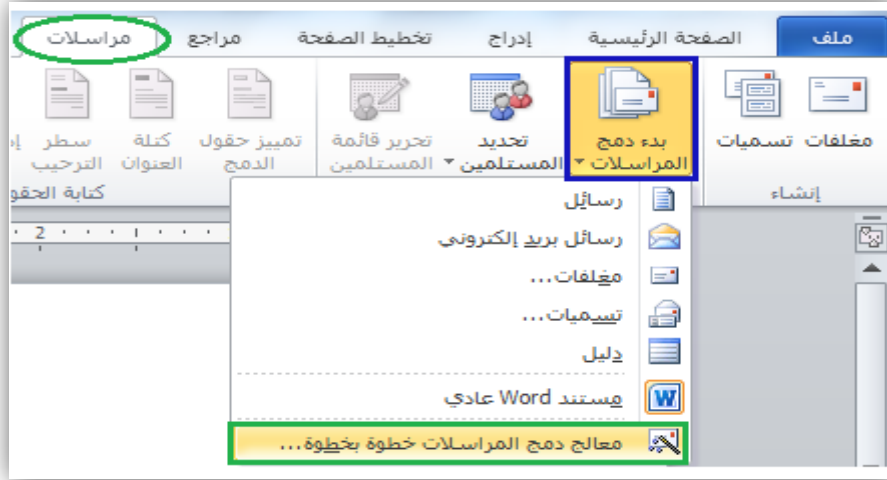 ملف الصفحة الرئيسية إدراج تخطيط الصفحة مراجع مراسلات
مغلفات تسميات بدء دمج المراسلات تحديد المستلمين تحرير قائمة المستلمين تمييز حقول الدمج كتلة العنوان سطر الترحيب
إنشاء كتابة الحقو
2
رسائل
رسائل بريد إلكتروني
مغلفات...
تسميات...
دليل
مستند Word عادي
معالج دمج المراسلات خطوة بخطوة...